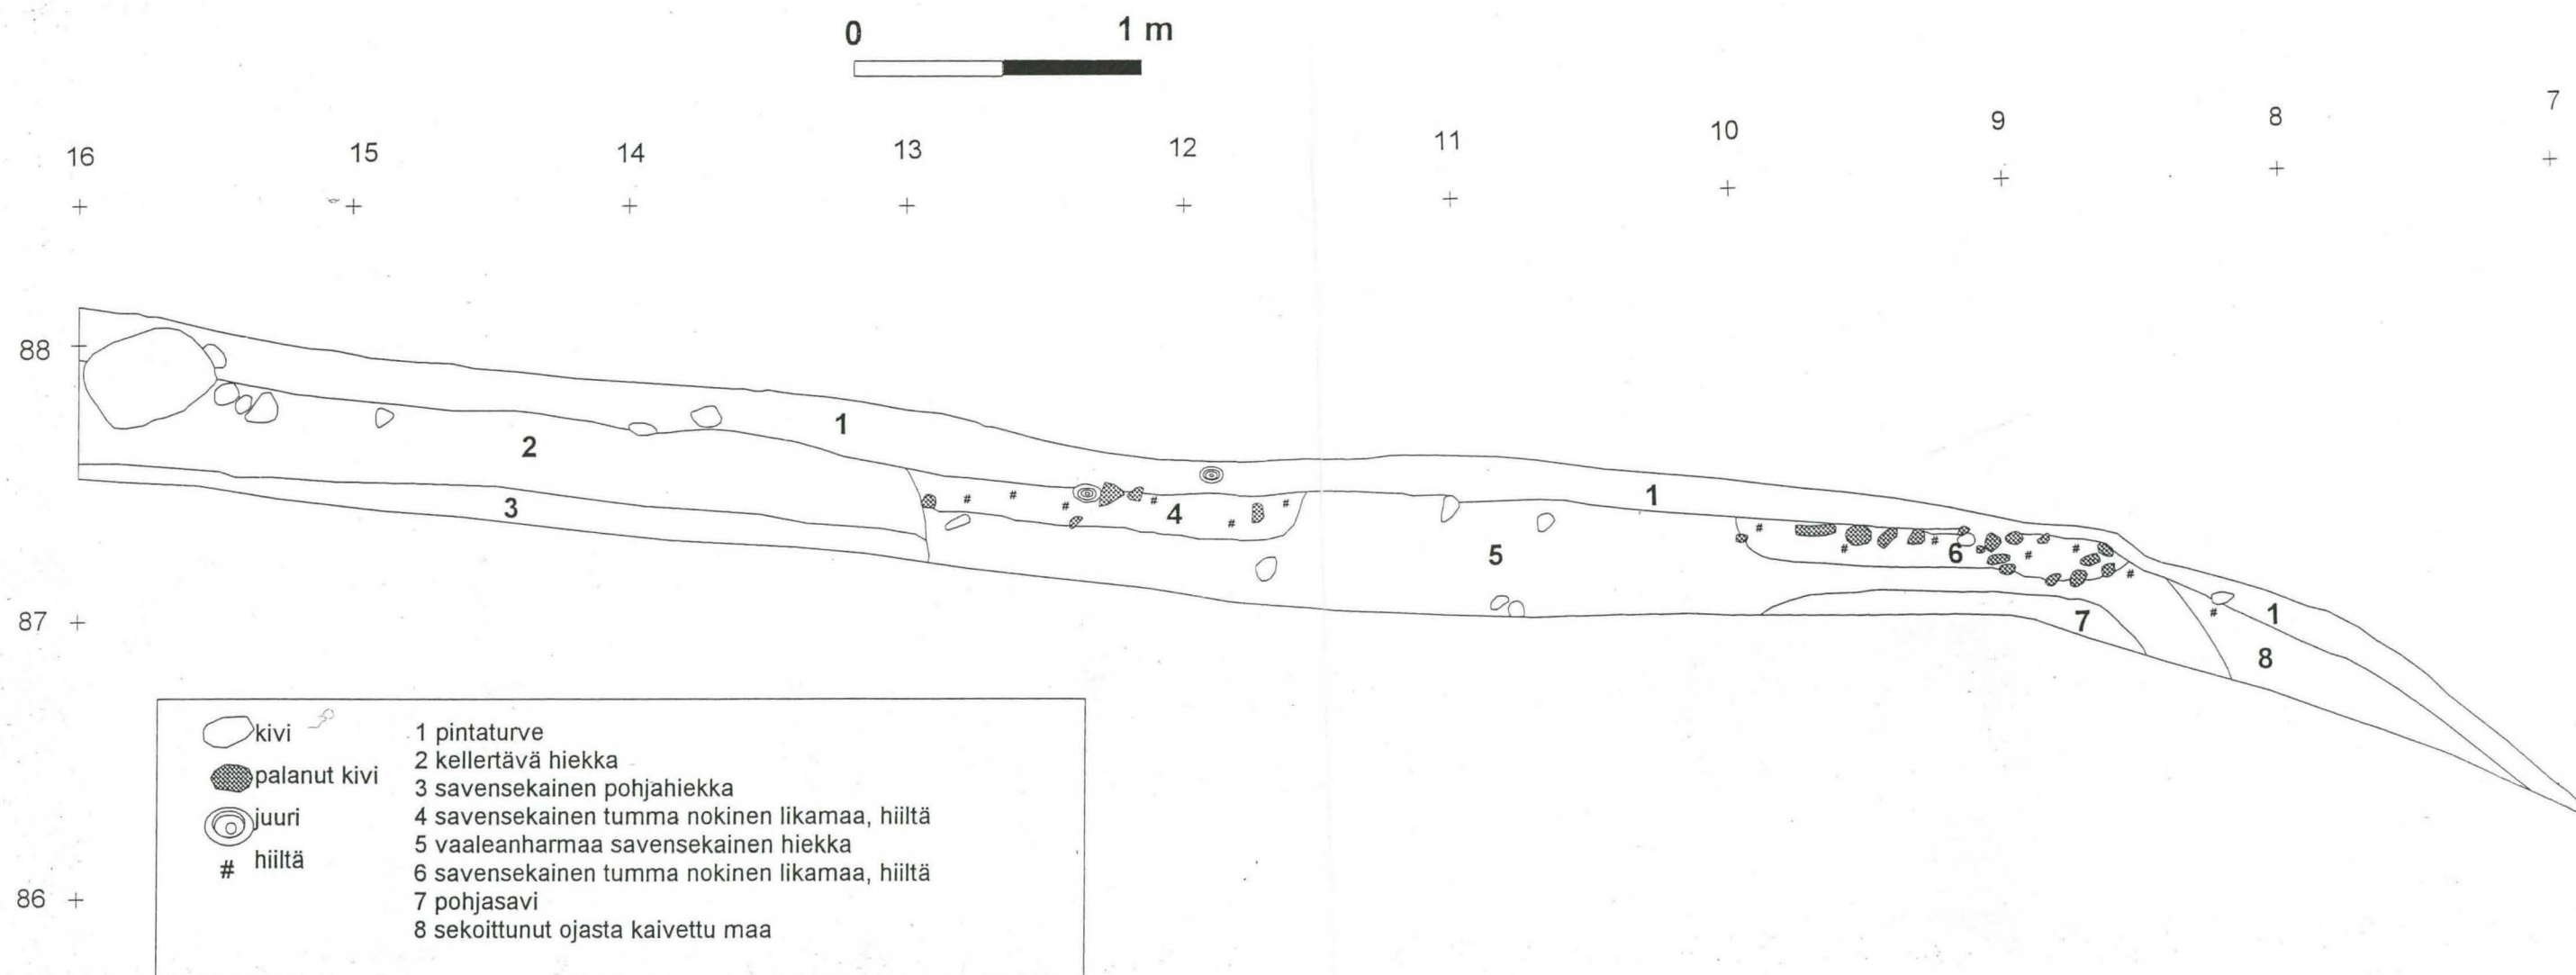 0 1 m
16 15 14 13 12 11 10 9 8 7
88
1
2
1
3
4
5
6
87
7
1
8
kivi
palanut kivi
juuri
# hiiltä
1 pintaturve
2 kellertävä hiekka
3 savensekainen pohjahiekka
4 savensekainen tumma nokinen likamaa, hiiltä
5 vaaleanharmaa savensekainen hiekka
6 savensekainen tumma nokinen likamaa, hiiltä
7 pohjasavi
8 sekoittunut ojasta kaivettu maa
86